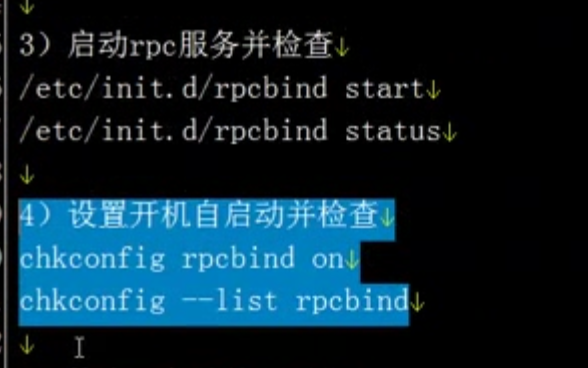 3）启动rpc服务并检查↓
/etc/init.d/rpcbind start↓
/etc/init.d/rpcbind status↓
↓
4）设置开机自启动并检查↓
chkconfig rpcbind on↓
chkconfig --list rpcbind↓
↓